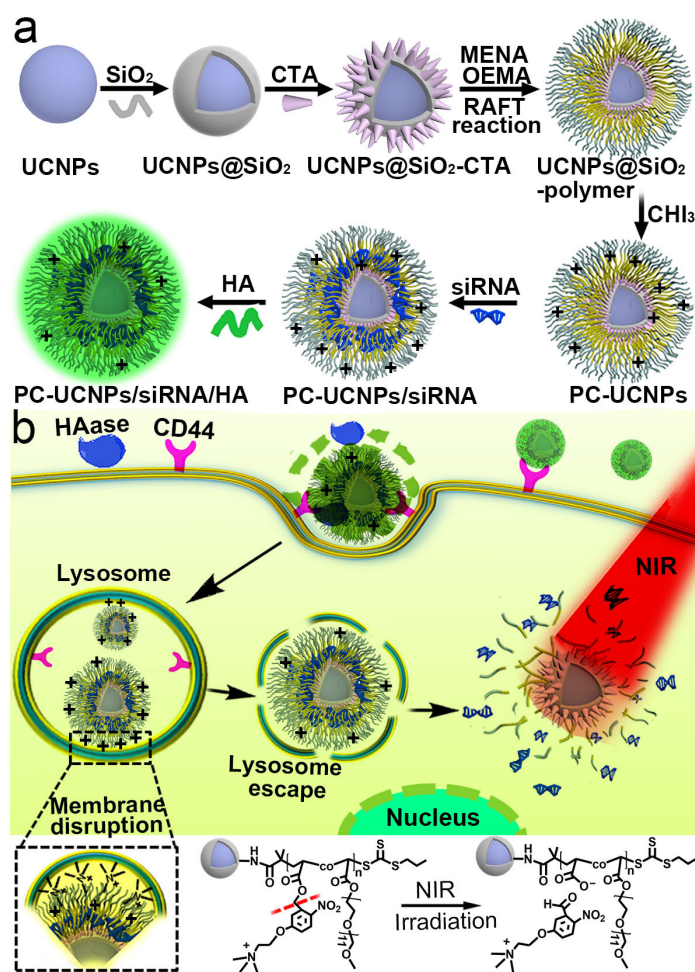 a
SiO₂
CTA
MENA
OEMA
RAFT
reaction
UCNPs
UCNPs@SiO₂
UCNPs@SiO₂-CTA
UCNPs@SiO₂
-polymer
CHI₃
HA
siRNA
PC-UCNPs/siRNA/HA
PC-UCNPs/siRNA
PC-UCNPs
b
HAase
CD44
NIR
Lysosome
Lysosome
escape
Membrane
disruption
Nucleus
NIR
Irradiation